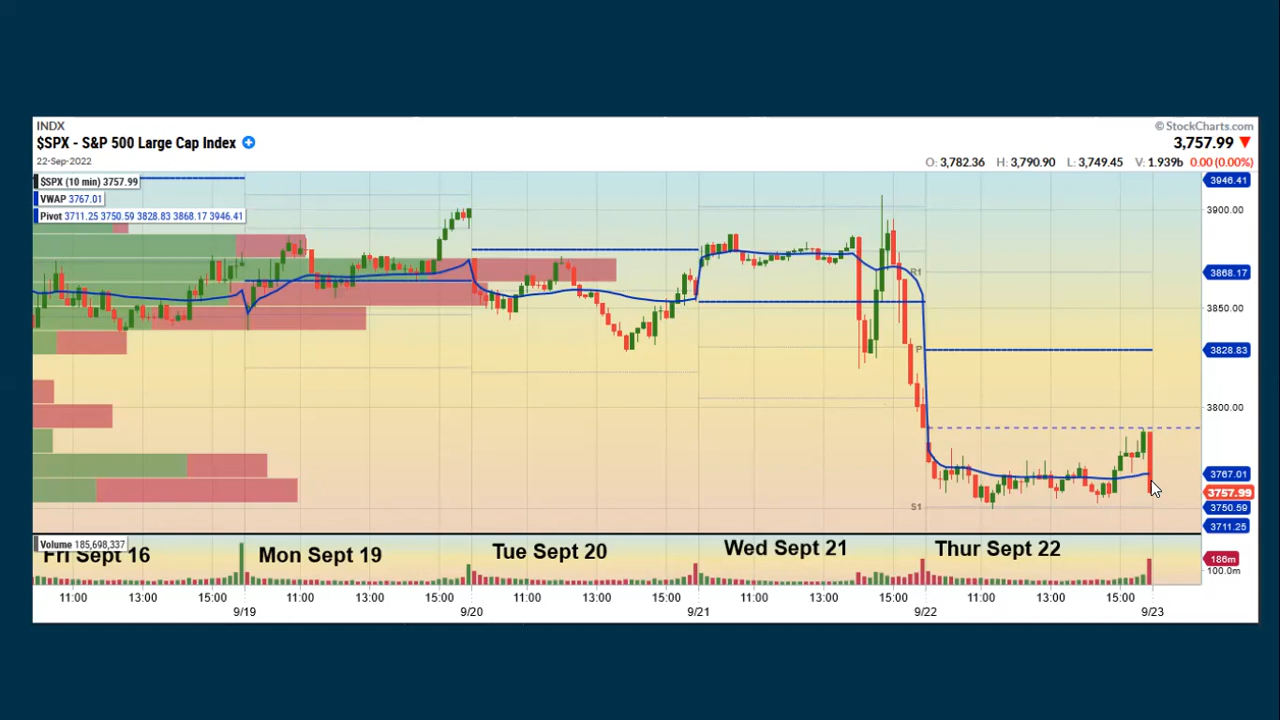 INDX
© StockCharts.com
$SPX - S&P 500 Large Cap Index
3,757.99
22-Sep-2022
O: 3,782.36 H: 3,790.90 L: 3,749.45 V: 1.939b 0.00 (0.00%)
$SPX (10 min) 3757.99
VWAP 3767.01
Pivot 3711.25 3750.59 3828.83 3868.17 3946.41
3946.41
3900.00
R1
3868.17
3850.00
P
3828.83
3800.00
3767.01
3757.99
S1
3750.59
3711.25
Volume 185,698,337
Fri Sept 16
Mon Sept 19
Tue Sept 20
Wed Sept 21
Thur Sept 22
186m
100.0m
11:00 13:00 15:00 11:00 13:00 15:00 11:00 13:00 15:00 11:00 13:00 15:00 11:00 13:00 15:00
9/19 9/20 9/21 9/22 9/23